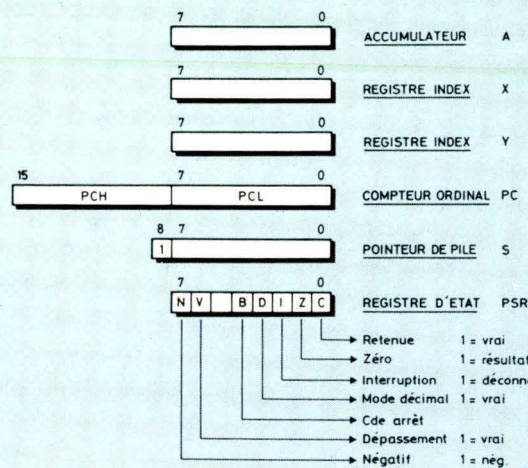 7 0
ACCUMULATEUR A
7 0
REGISTRE INDEX X
7 0
REGISTRE INDEX Y
15 7 0
PCH PCL COMPTEUR ORDINAL PC
8 7 0
1 POINTEUR DE PILE S
7 0
N V B D I Z C REGISTRE D'ETAT PSR
Retenue 1 = vrai
Zéro 1 = résultat
Interruption 1 = déconne
Mode décimal 1 = vrai
Cde arrêt
Dépassement 1 = vrai
Négatif 1 = nég.